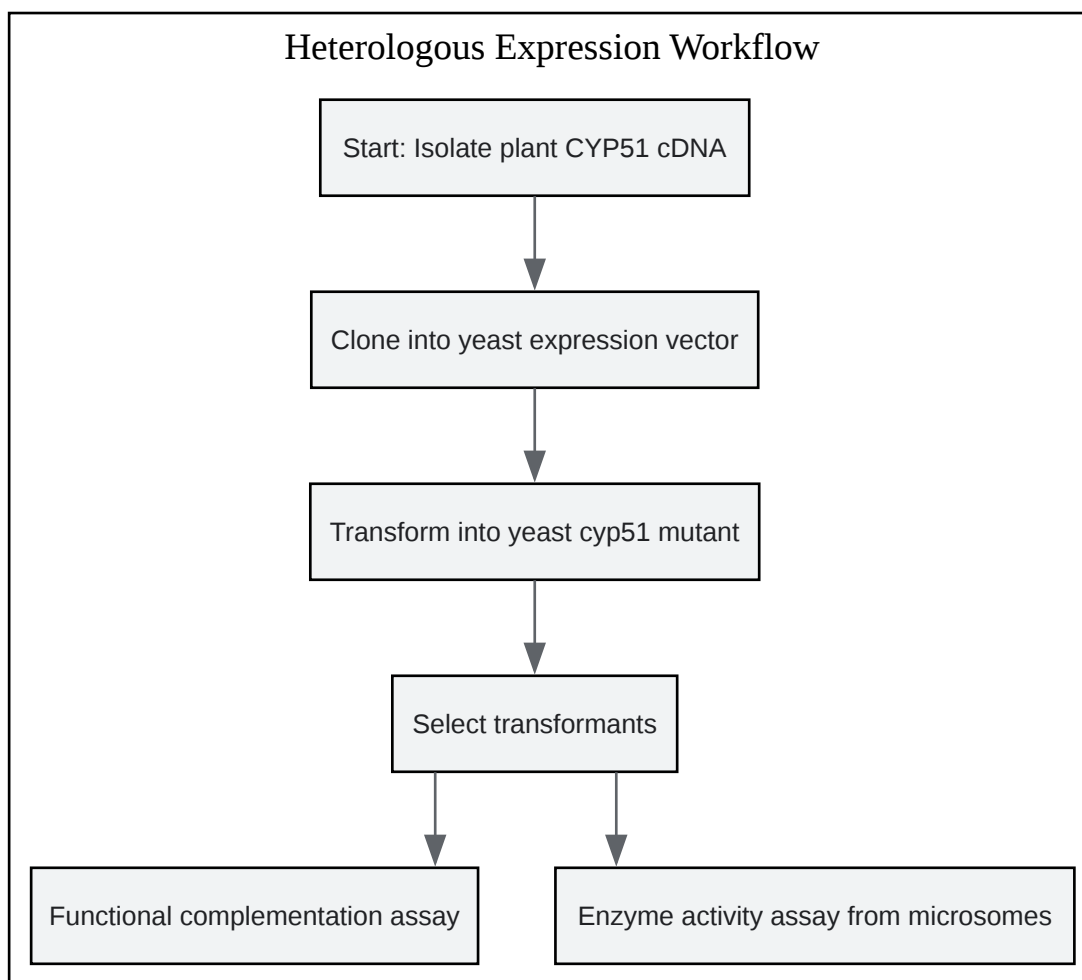 Heterologous Expression Workflow
Start: Isolate plant CYP51 cDNA
Clone into yeast expression vector
Transform into yeast cyp51 mutant
Select transformants
Functional complementation assay
Enzyme activity assay from microsomes